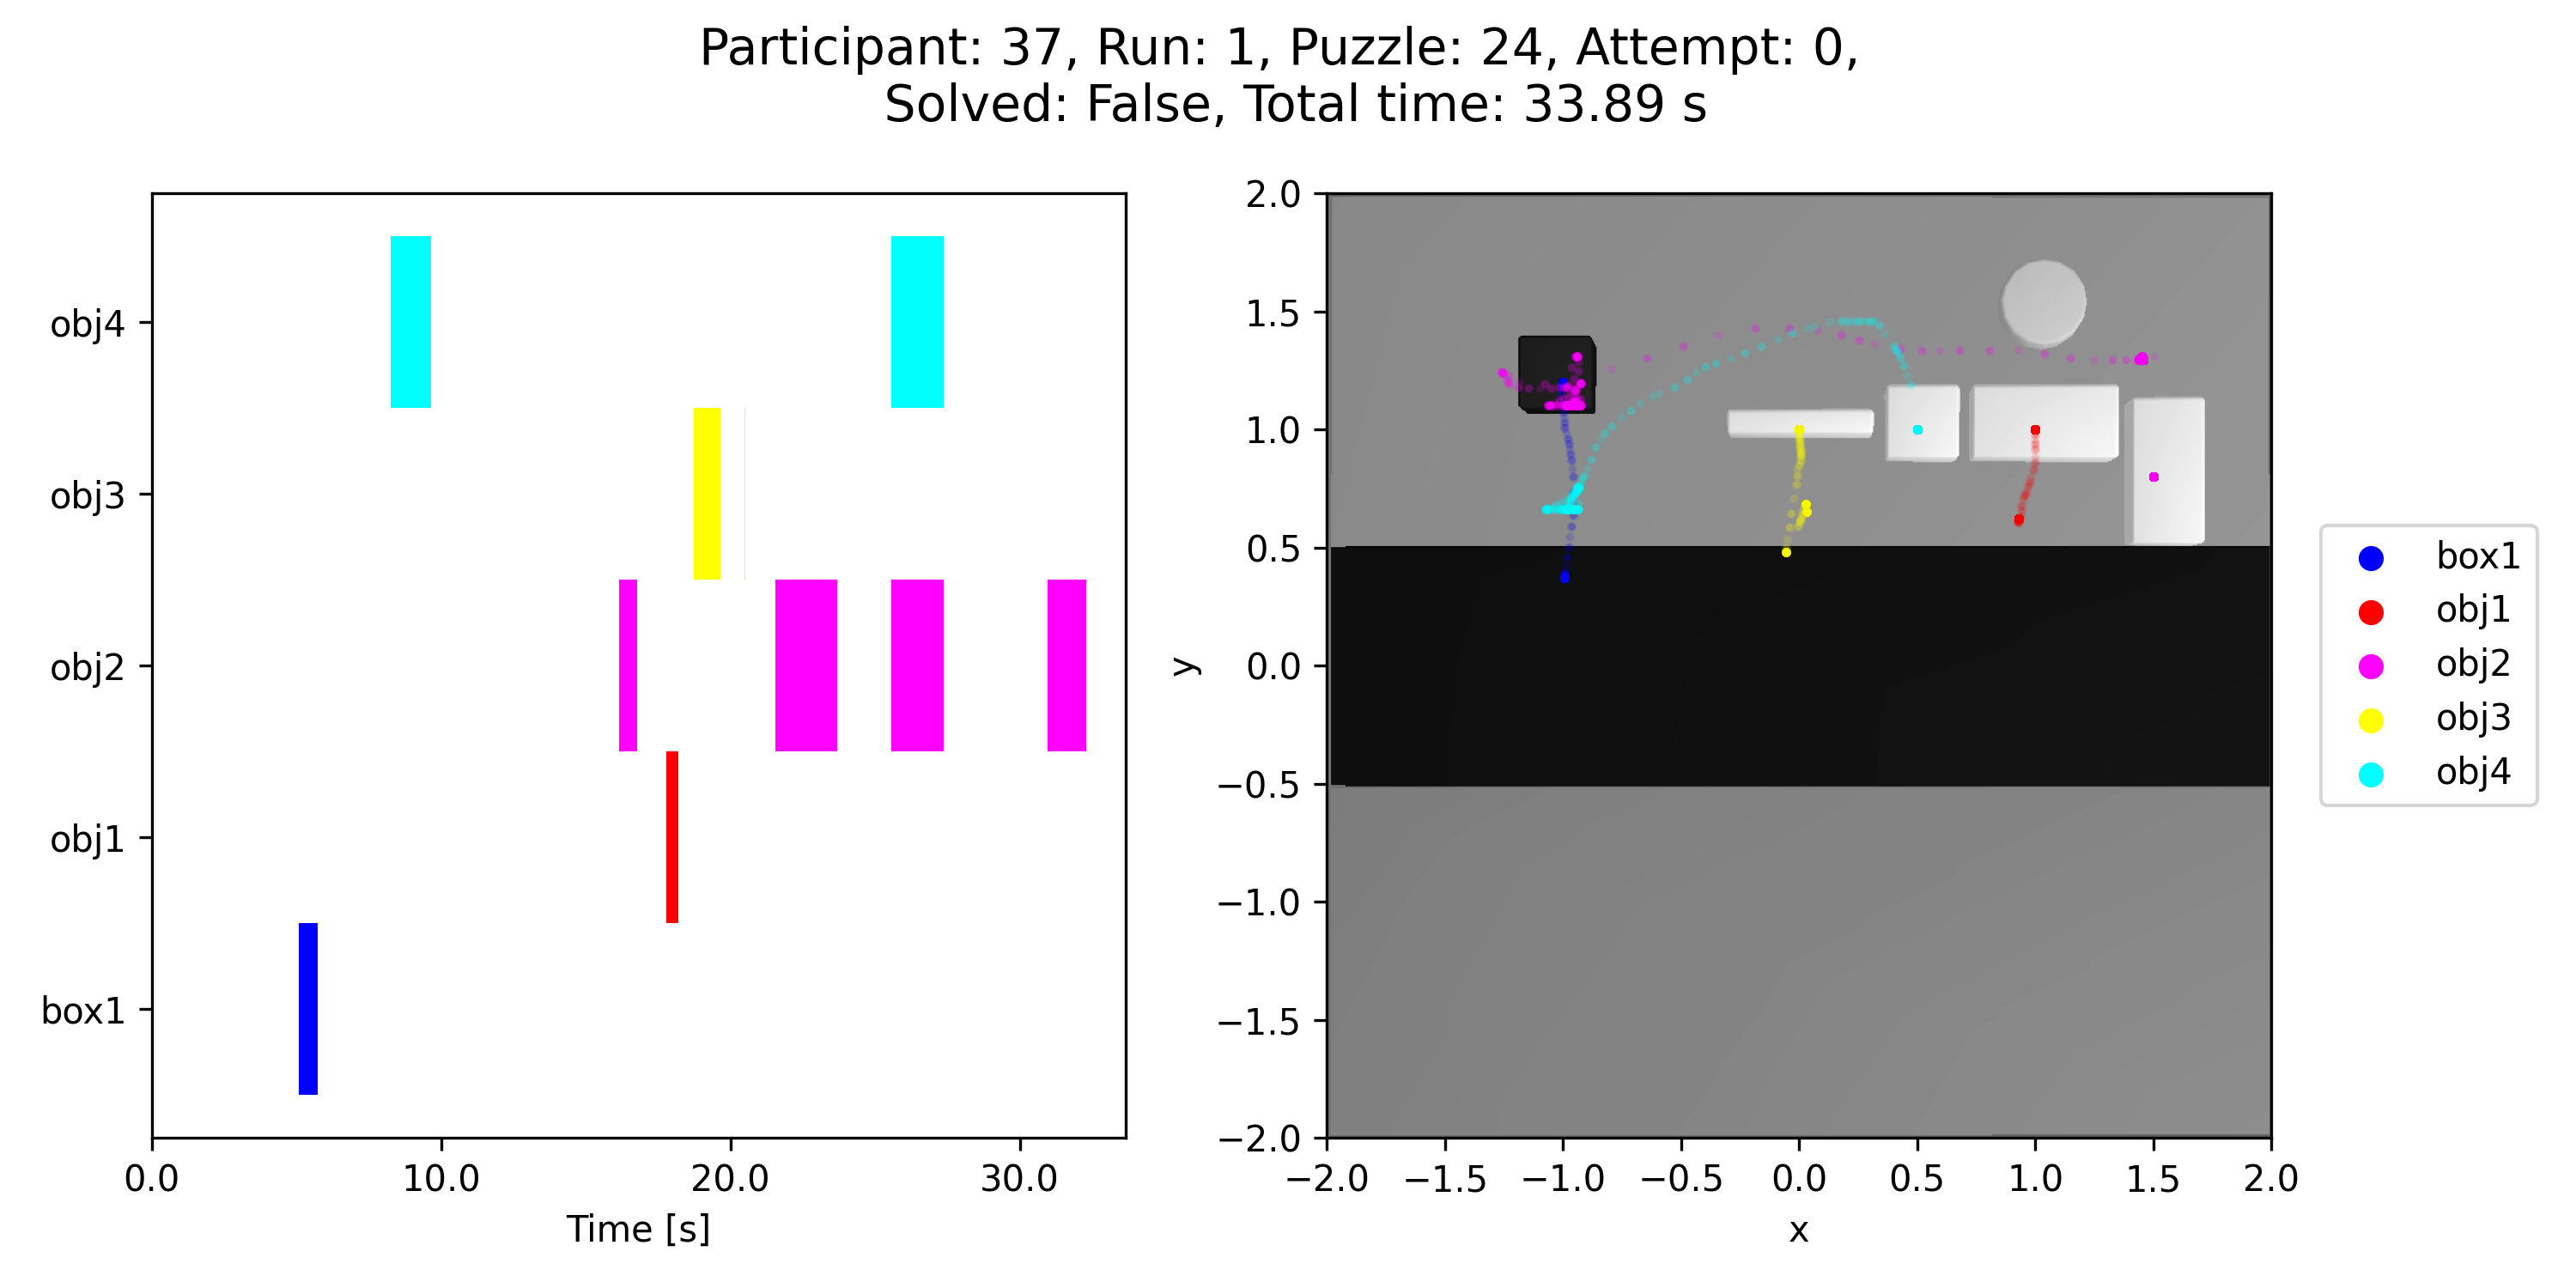 Participant: 37, Run: 1, Puzzle: 24, Attempt: 0,
Solved: False, Total time: 33.89 s
obj4
obj3
obj2
obj1
box1
0.0 10.0 20.0 30.0
Time [s]
2.0
1.5
1.0
0.5
0.0
−0.5
−1.0
−1.5
−2.0
y
−2.0 −1.5 −1.0 −0.5 0.0 0.5 1.0 1.5 2.0
x
box1
obj1
obj2
obj3
obj4